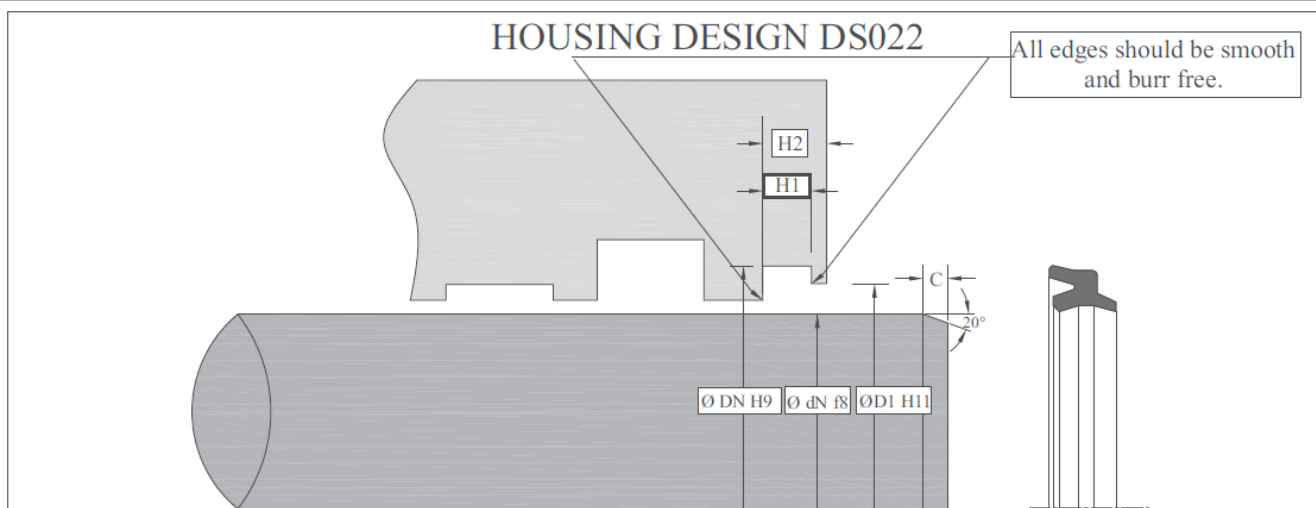 HOUSING DESIGN DS022
All edges should be smooth
and burr free.
H2
H1
C
20°
Ø DN H9
Ø dN f8
ØD1 H11